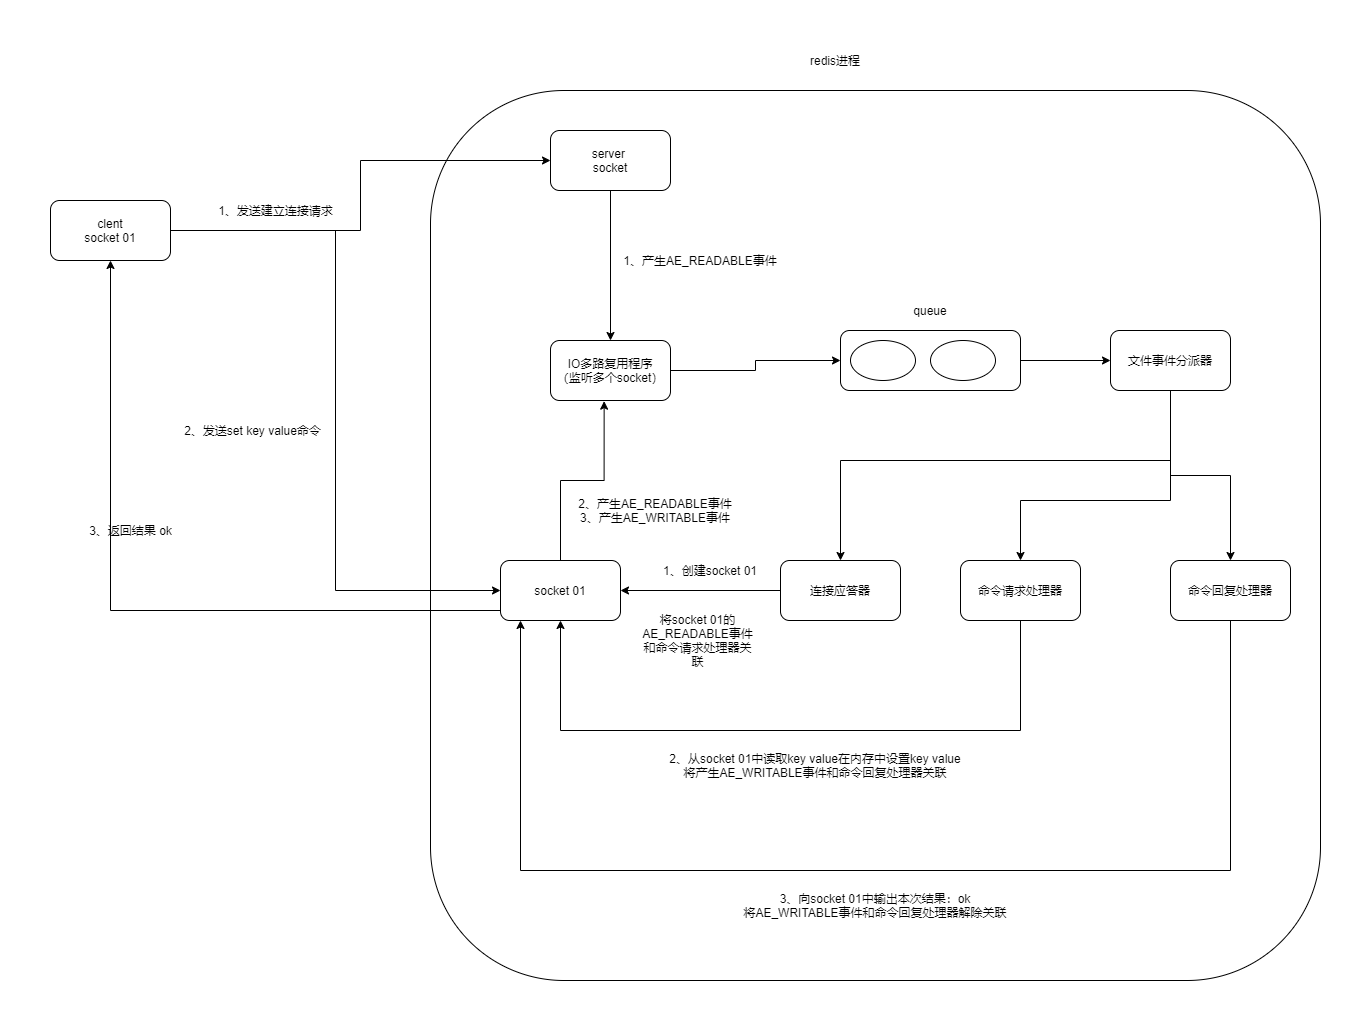 redis进程
server
socket
clent
socket 01
1、发送建立连接请求
1、产生AE_READABLE事件
queue
IO多路复用程序
（监听多个socket）
文件事件分派器
2、发送set key value命令
2、产生AE_READABLE事件
3、产生AE_WRITABLE事件
3、返回结果 ok
1、创建socket 01
socket 01
连接应答器
命令请求处理器
命令回复处理器
将socket 01的
AE_READABLE事件
和命令请求处理器关
联
2、从socket 01中读取key value在内存中设置key value
将产生AE_WRITABLE事件和命令回复处理器关联
3、向socket 01中输出本次结果：ok
将AE_WRITABLE事件和命令回复处理器解除关联